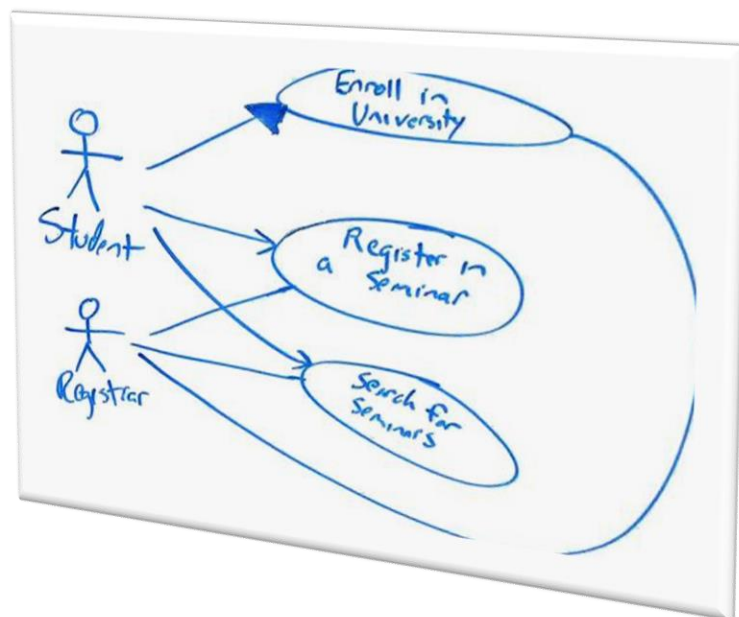 Enroll in
University
Student
Register in
a Seminar
Registrar
Search for
Seminars